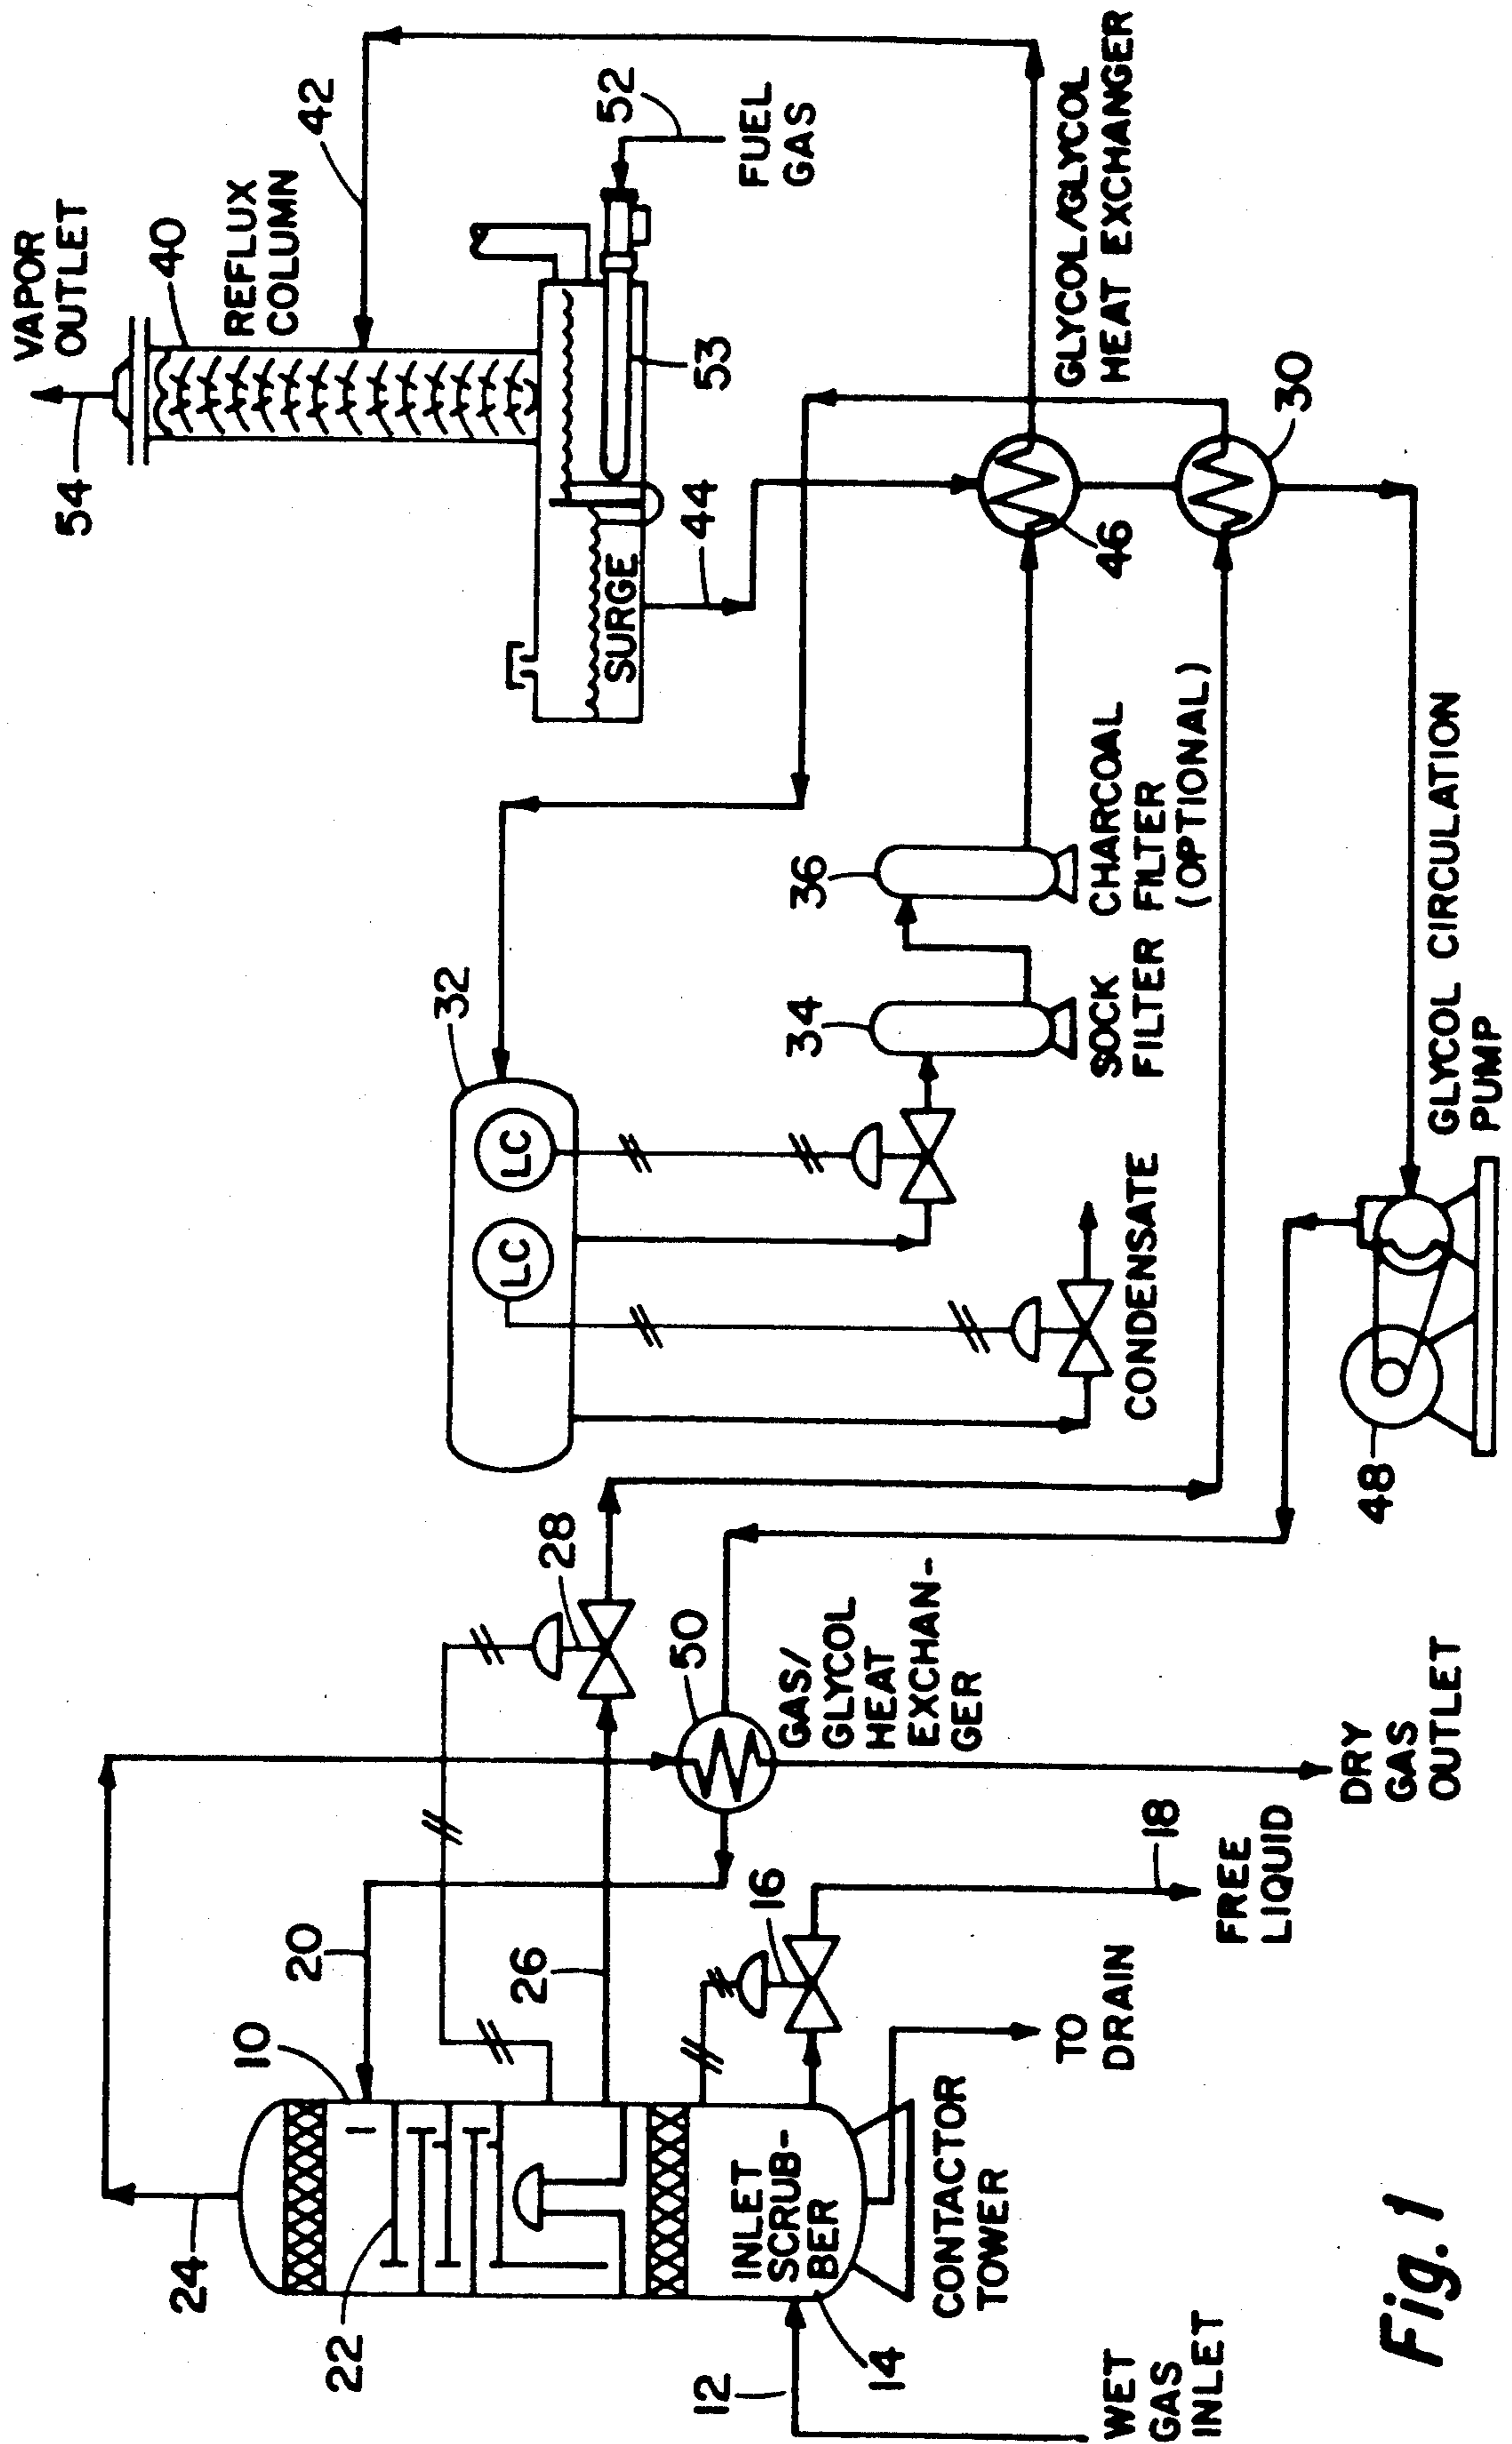 VAPOR
OUTLET
54
40
REFLUX
COLUMN
42
52
FUEL
GAS
53
SURGE
44
GLYCOL/GLYCOL
HEAT EXCHANGER
46
30
32
LC
LC
34
SOCK
FILTER
36
CHARCOAL
FILTER
(OPTIONAL)
CONDENSATE
GLYCOL CIRCULATION
PUMP
48
28
50
GAS/
GLYCOL
HEAT
EXCHAN-
GER
DRY
GAS
OUTLET
20
10
24
22
26
16
18
FREE
LIQUID
TO
DRAIN
INLET
SCRUB-
BER
CONTACTOR
TOWER
14
12
WET
GAS
INLET
Fig. 1